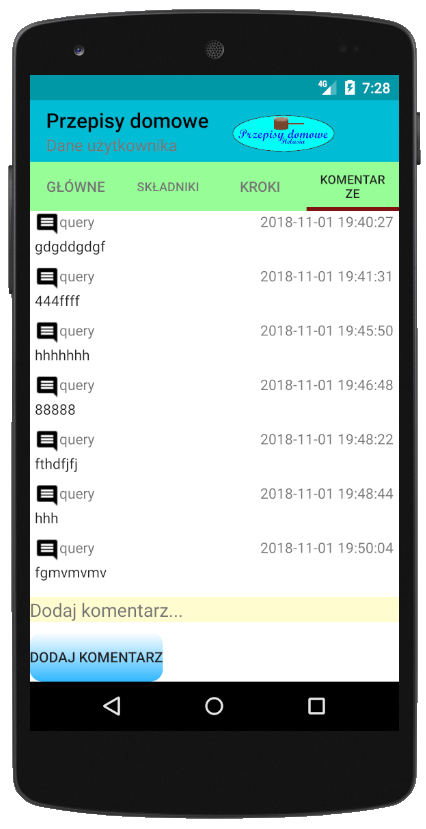 4G 7:28
Przepisy domowe
Dane użytkownika
Przepisy domowe
Helusia
GŁÓWNE
SKŁADNIKI
KROKI
KOMENTAR
ZE
query 2018-11-01 19:40:27
gdgddgdgf
query 2018-11-01 19:41:31
444ffff
query 2018-11-01 19:45:50
hhhhhhh
query 2018-11-01 19:46:48
88888
query 2018-11-01 19:48:22
fthdfjfj
query 2018-11-01 19:48:44
hhh
query 2018-11-01 19:50:04
fgmvmvmv
Dodaj komentarz...
DODAJ KOMENTARZ